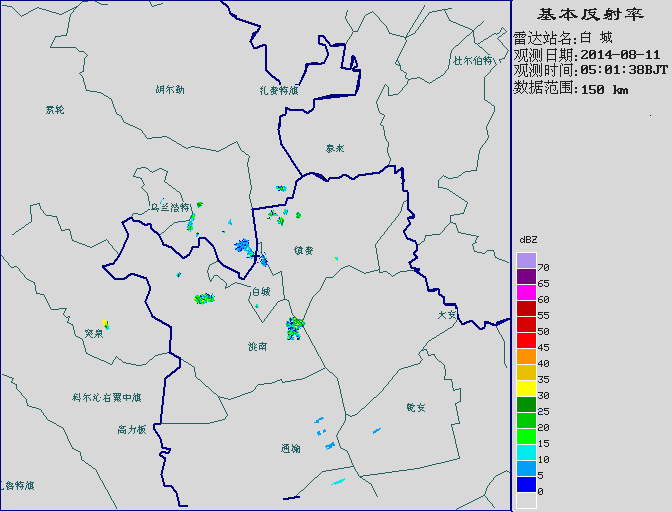 基本反射率
雷达站名:白 城
观测日期:2014-08-11
观测时间:05:01:38BJT
数据范围:150 km
杜尔伯特
胡尔勒
扎赉特旗
索轮
泰来
乌兰浩特
镇赉
白城
大安
突泉
洮南
科尔沁右翼中旗
乾安
高力板
通榆
鲁特旗
dBZ
70
65
60
55
50
45
40
35
30
25
20
15
10
5
0